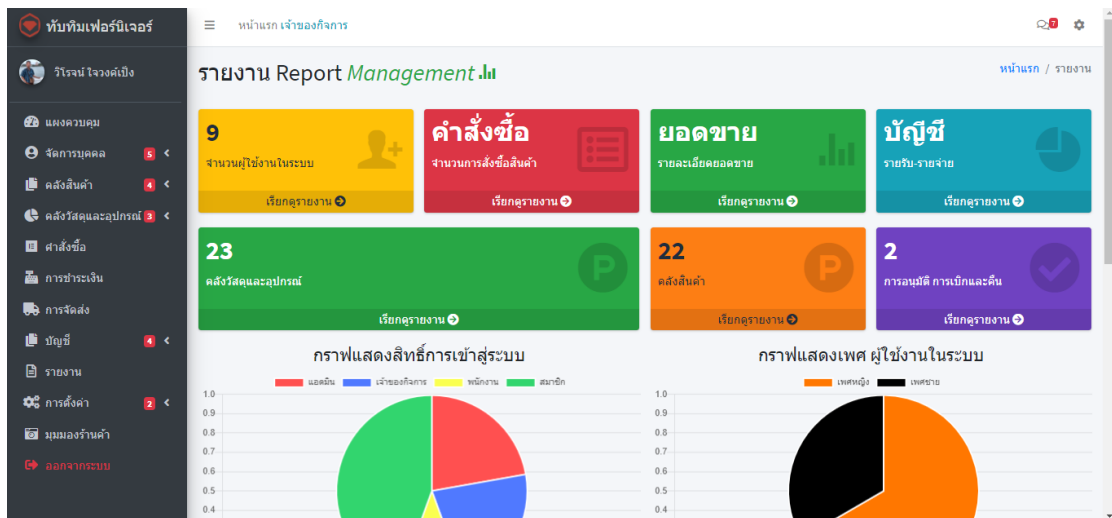 ทับทิมเฟอร์นิเจอร์
หน้าแรก เจ้าของกิจการ
7
วิโรจน์ ใจวงค์เป็ง
รายงาน Report Management
หน้าแรก / รายงาน
แผงควบคุม
จัดการบุคคล 5
คลังสินค้า 4
คลังวัสดุและอุปกรณ์ 3
คำสั่งซื้อ
การชำระเงิน
การจัดส่ง
บัญชี 4
รายงาน
การตั้งค่า 2
มุมมองร้านค้า
ออกจากระบบ
9
จำนวนผู้ใช้งานในระบบ
เรียกดูรายงาน
คำสั่งซื้อ
จำนวนการสั่งซื้อสินค้า
เรียกดูรายงาน
ยอดขาย
รายละเอียดยอดขาย
เรียกดูรายงาน
บัญีชี
รายรับ-รายจ่าย
เรียกดูรายงาน
23
คลังวัสดุและอุปกรณ์
เรียกดูรายงาน
22
คลังสินค้า
เรียกดูรายงาน
2
การอนุมัติ การเบิกและคืน
เรียกดูรายงาน
กราฟแสดงสิทธิ์การเข้าสู่ระบบ
แอดมิน เจ้าของกิจการ พนักงาน สมาชิก
1.0
0.9
0.8
0.7
0.6
0.5
0.4
กราฟแสดงเพศ ผู้ใช้งานในระบบ
เพศหญิง เพศชาย
1.0
0.9
0.8
0.7
0.6
0.5
0.4